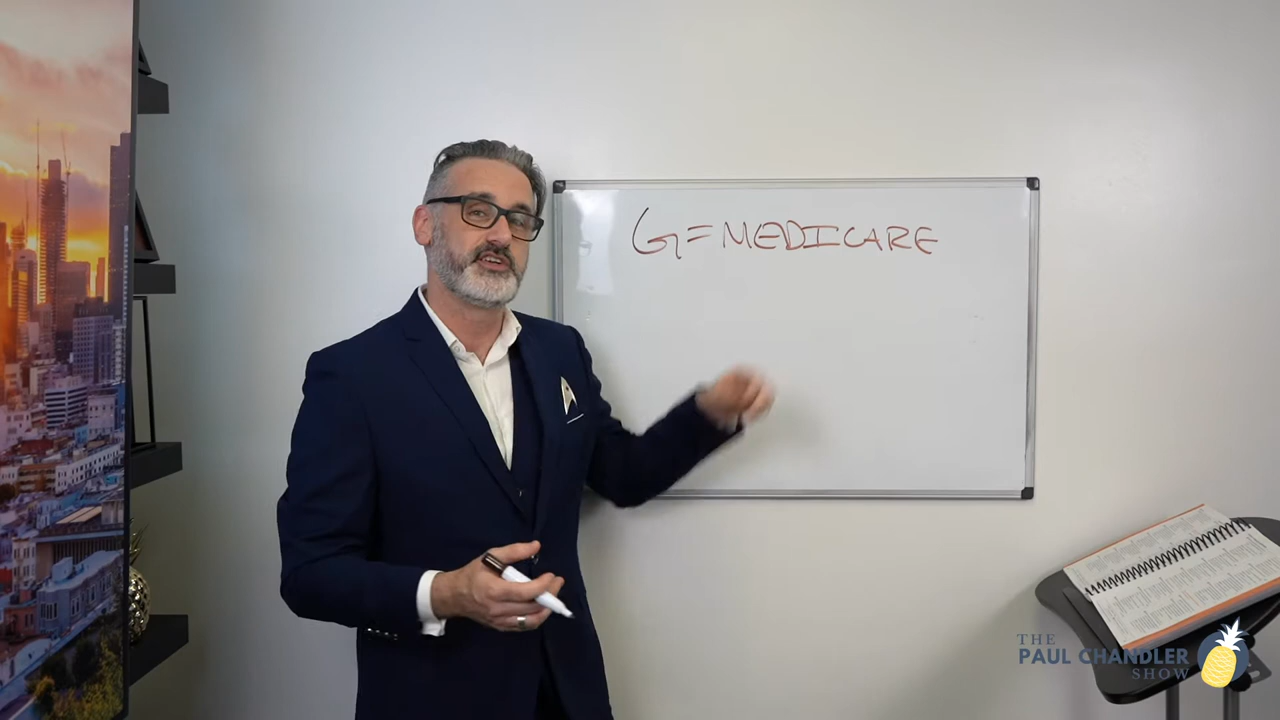 G = MEDICARE
THE
PAUL CHANDLER
SHOW